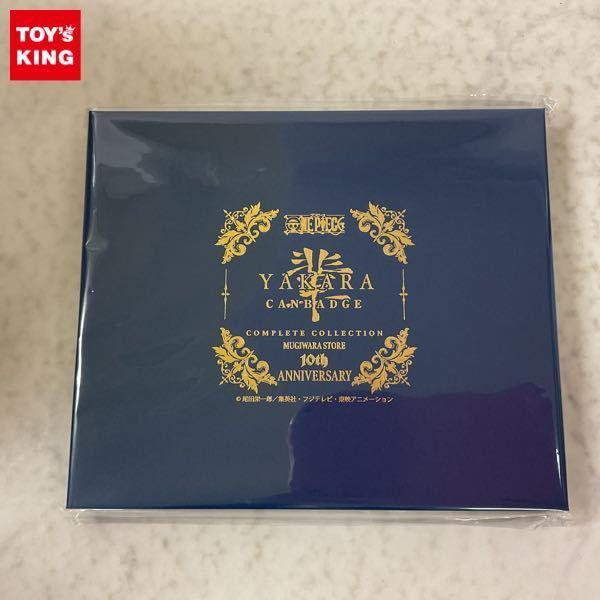 TOY'S
KING
ONE PIECE
輩
YAKARA
CANBADGE
COMPLETE COLLECTION
MUGIWARA STORE
10th
ANNIVERSARY
©尾田栄一郎／集英社・フジテレビ・東映アニメーション